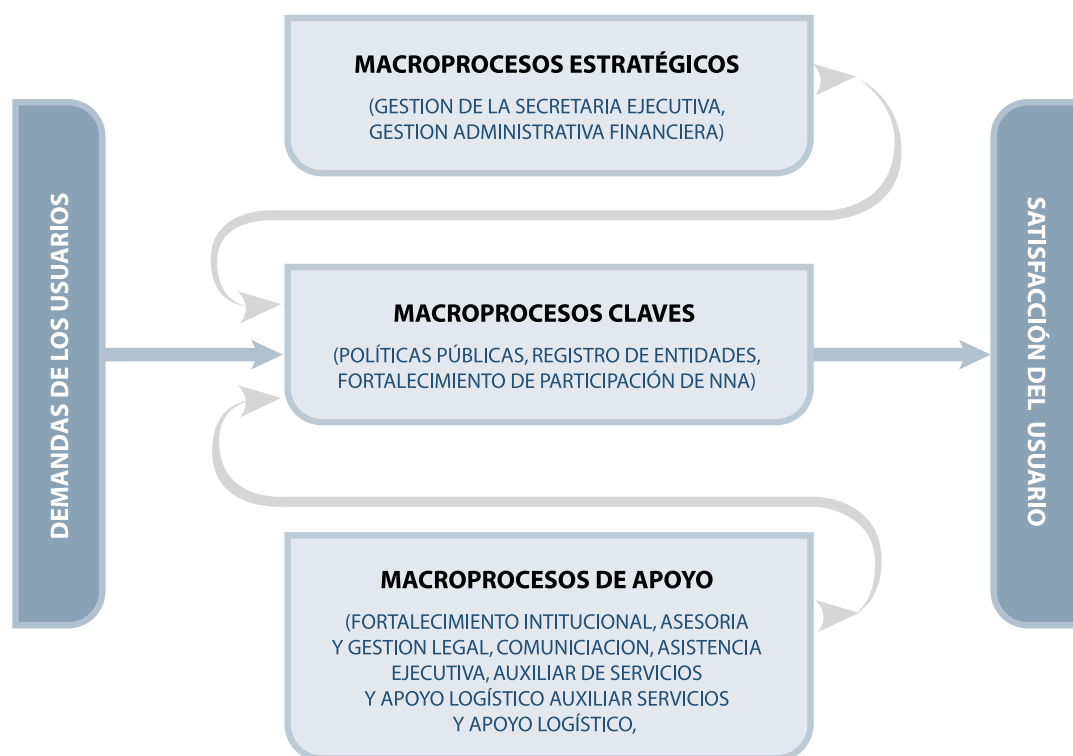 MACROPROCESOS ESTRATÉGICOS
(GESTION DE LA SECRETARIA EJECUTIVA,
GESTION ADMINISTRATIVA FINANCIERA)
DEMANDAS DE LOS USUARIOS
MACROPROCESOS CLAVES
(POLÍTICAS PÚBLICAS, REGISTRO DE ENTIDADES,
FORTALECIMIENTO DE PARTICIPACIÓN DE NNA)
SATISFACCIÓN DEL USUARIO
MACROPROCESOS DE APOYO
(FORTALECIMIENTO INTITUCIONAL, ASESORIA
Y GESTION LEGAL, COMUNICIACION, ASISTENCIA
EJECUTIVA, AUXILIAR DE SERVICIOS
Y APOYO LOGÍSTICO AUXILIAR SERVICIOS
Y APOYO LOGÍSTICO,